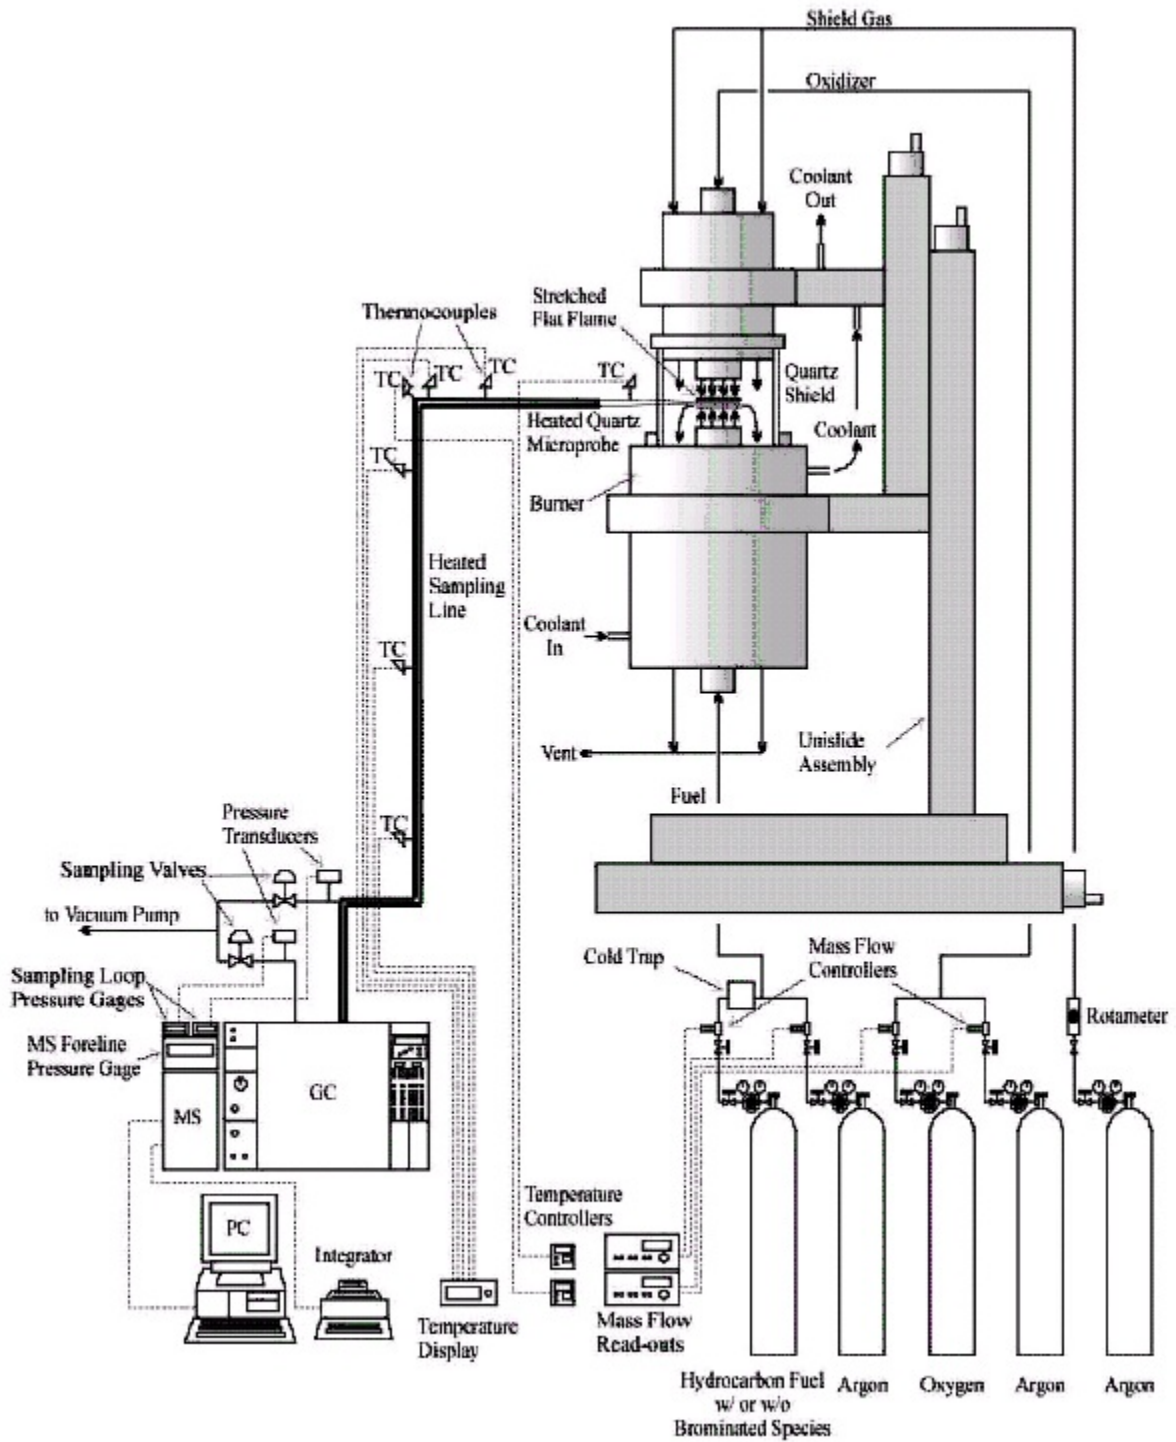 Shield Gas
Oxidizer
Coolant
Out
Stretched
Flat Flame
Thermocouples
TC
TC
TC
TC
Quartz
Shield
Heated Quartz
Microprobe
Coolant
TC
Burner
Heated
Sampling
Line
Coolant
In
TC
Unislide
Assembly
Vent
Fuel
Pressure
Transducers
TC
Sampling Valves
to Vacuum Pump
Cold Trap
Mass Flow
Controllers
Sampling Loop
Pressure Gages
Rotameter
MS Foreline
Pressure Gage
GC
MS
Temperature
Controllers
PC
Integrator
Temperature
Display
Mass Flow
Read-outs
Hydrocarbon Fuel
w/ or w/o
Brominated Species
Argon
Oxygen
Argon
Argon